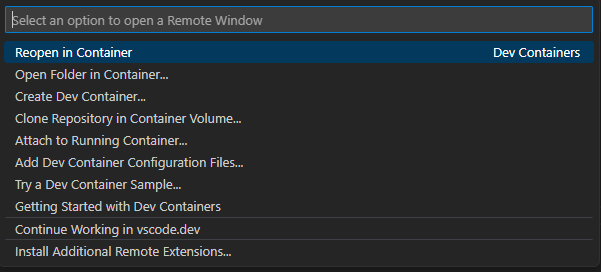 Select an option to open a Remote Window
Reopen in Container Dev Containers
Open Folder in Container...
Create Dev Container...
Clone Repository in Container Volume...
Attach to Running Container...
Add Dev Container Configuration Files...
Try a Dev Container Sample...
Getting Started with Dev Containers
Continue Working in vscode.dev
Install Additional Remote Extensions...